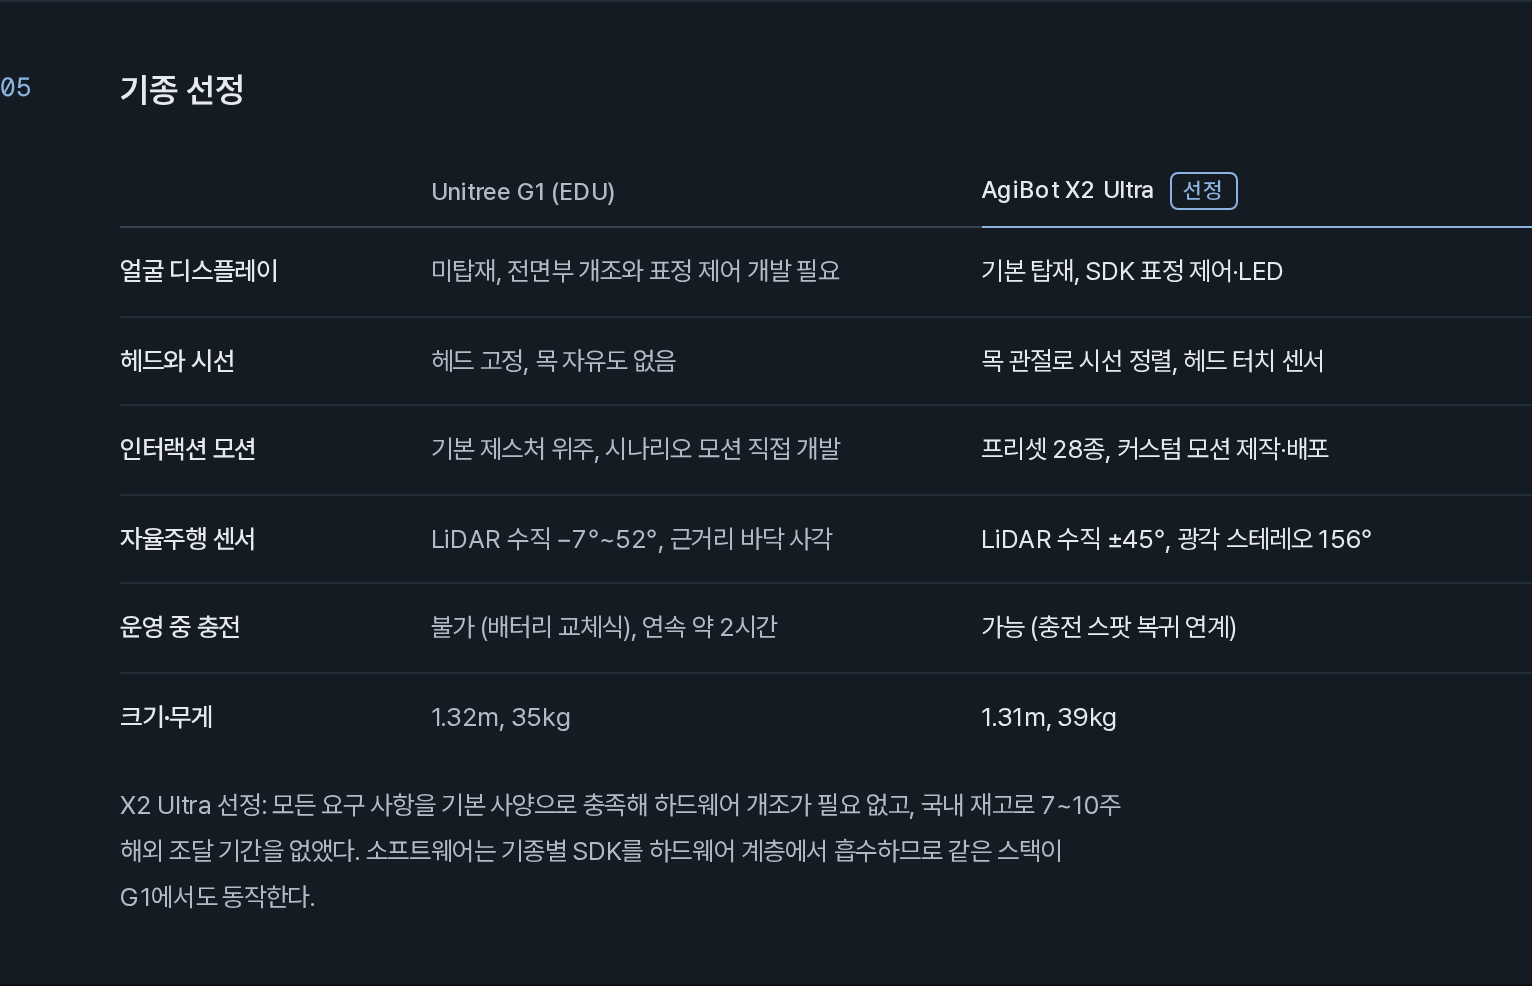 05
기종 선정
Unitree G1 (EDU) AgiBot X2 Ultra 선정
얼굴 디스플레이 미탑재, 전면부 개조와 표정 제어 개발 필요 기본 탑재, SDK 표정 제어·LED
헤드와 시선 헤드 고정, 목 자유도 없음 목 관절로 시선 정렬, 헤드 터치 센서
인터랙션 모션 기본 제스처 위주, 시나리오 모션 직접 개발 프리셋 28종, 커스텀 모션 제작·배포
자율주행 센서 LiDAR 수직 −7°~52°, 근거리 바닥 사각 LiDAR 수직 ±45°, 광각 스테레오 156°
운영 중 충전 불가 (배터리 교체식), 연속 약 2시간 가능 (충전 스팟 복귀 연계)
크기·무게 1.32m, 35kg 1.31m, 39kg
X2 Ultra 선정: 모든 요구 사항을 기본 사양으로 충족해 하드웨어 개조가 필요 없고, 국내 재고로 7~10주
해외 조달 기간을 없앴다. 소프트웨어는 기종별 SDK를 하드웨어 계층에서 흡수하므로 같은 스택이
G1에서도 동작한다.